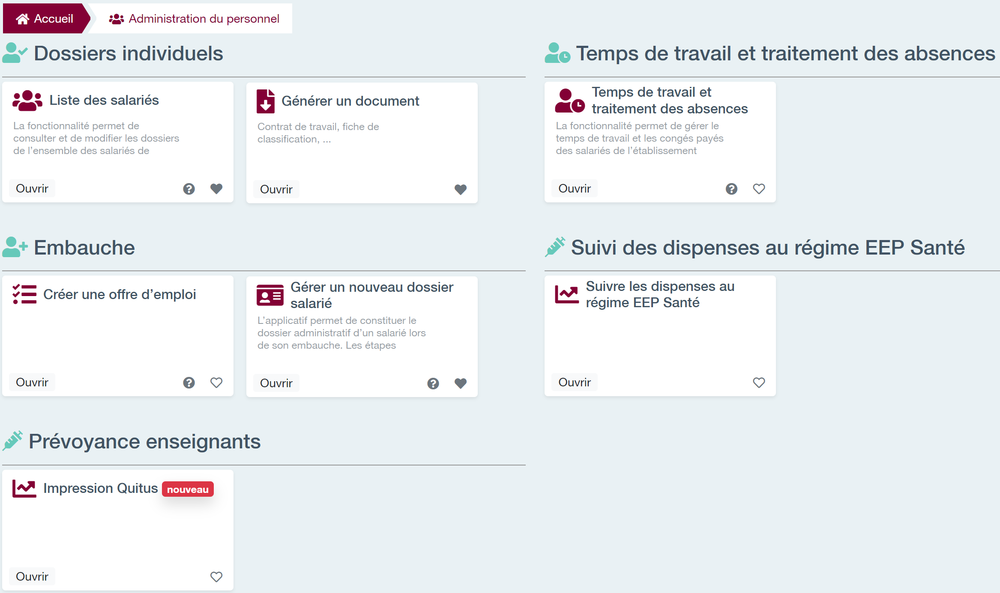 Accueil
Administration du personnel
Dossiers individuels
Liste des salariés
La fonctionnalité permet de
consulter et de modifier les dossiers
de l’ensemble des salariés de
Ouvrir
Générer un document
Contrat de travail, fiche de
classification, ...
Ouvrir
Temps de travail et traitement des absences
Temps de travail et
traitement des absences
La fonctionnalité permet de gérer le
temps de travail et les congés payés
des salariés de l’établissement
Ouvrir
Embauche
Créer une offre d’emploi
Ouvrir
Gérer un nouveau dossier
salarié
L’applicatif permet de constituer le
dossier administratif d’un salarié lors
de son embauche. Les étapes
Ouvrir
Suivi des dispenses au régime EEP Santé
Suivre les dispenses au
régime EEP Santé
Ouvrir
Prévoyance enseignants
Impression Quitus nouveau
Ouvrir